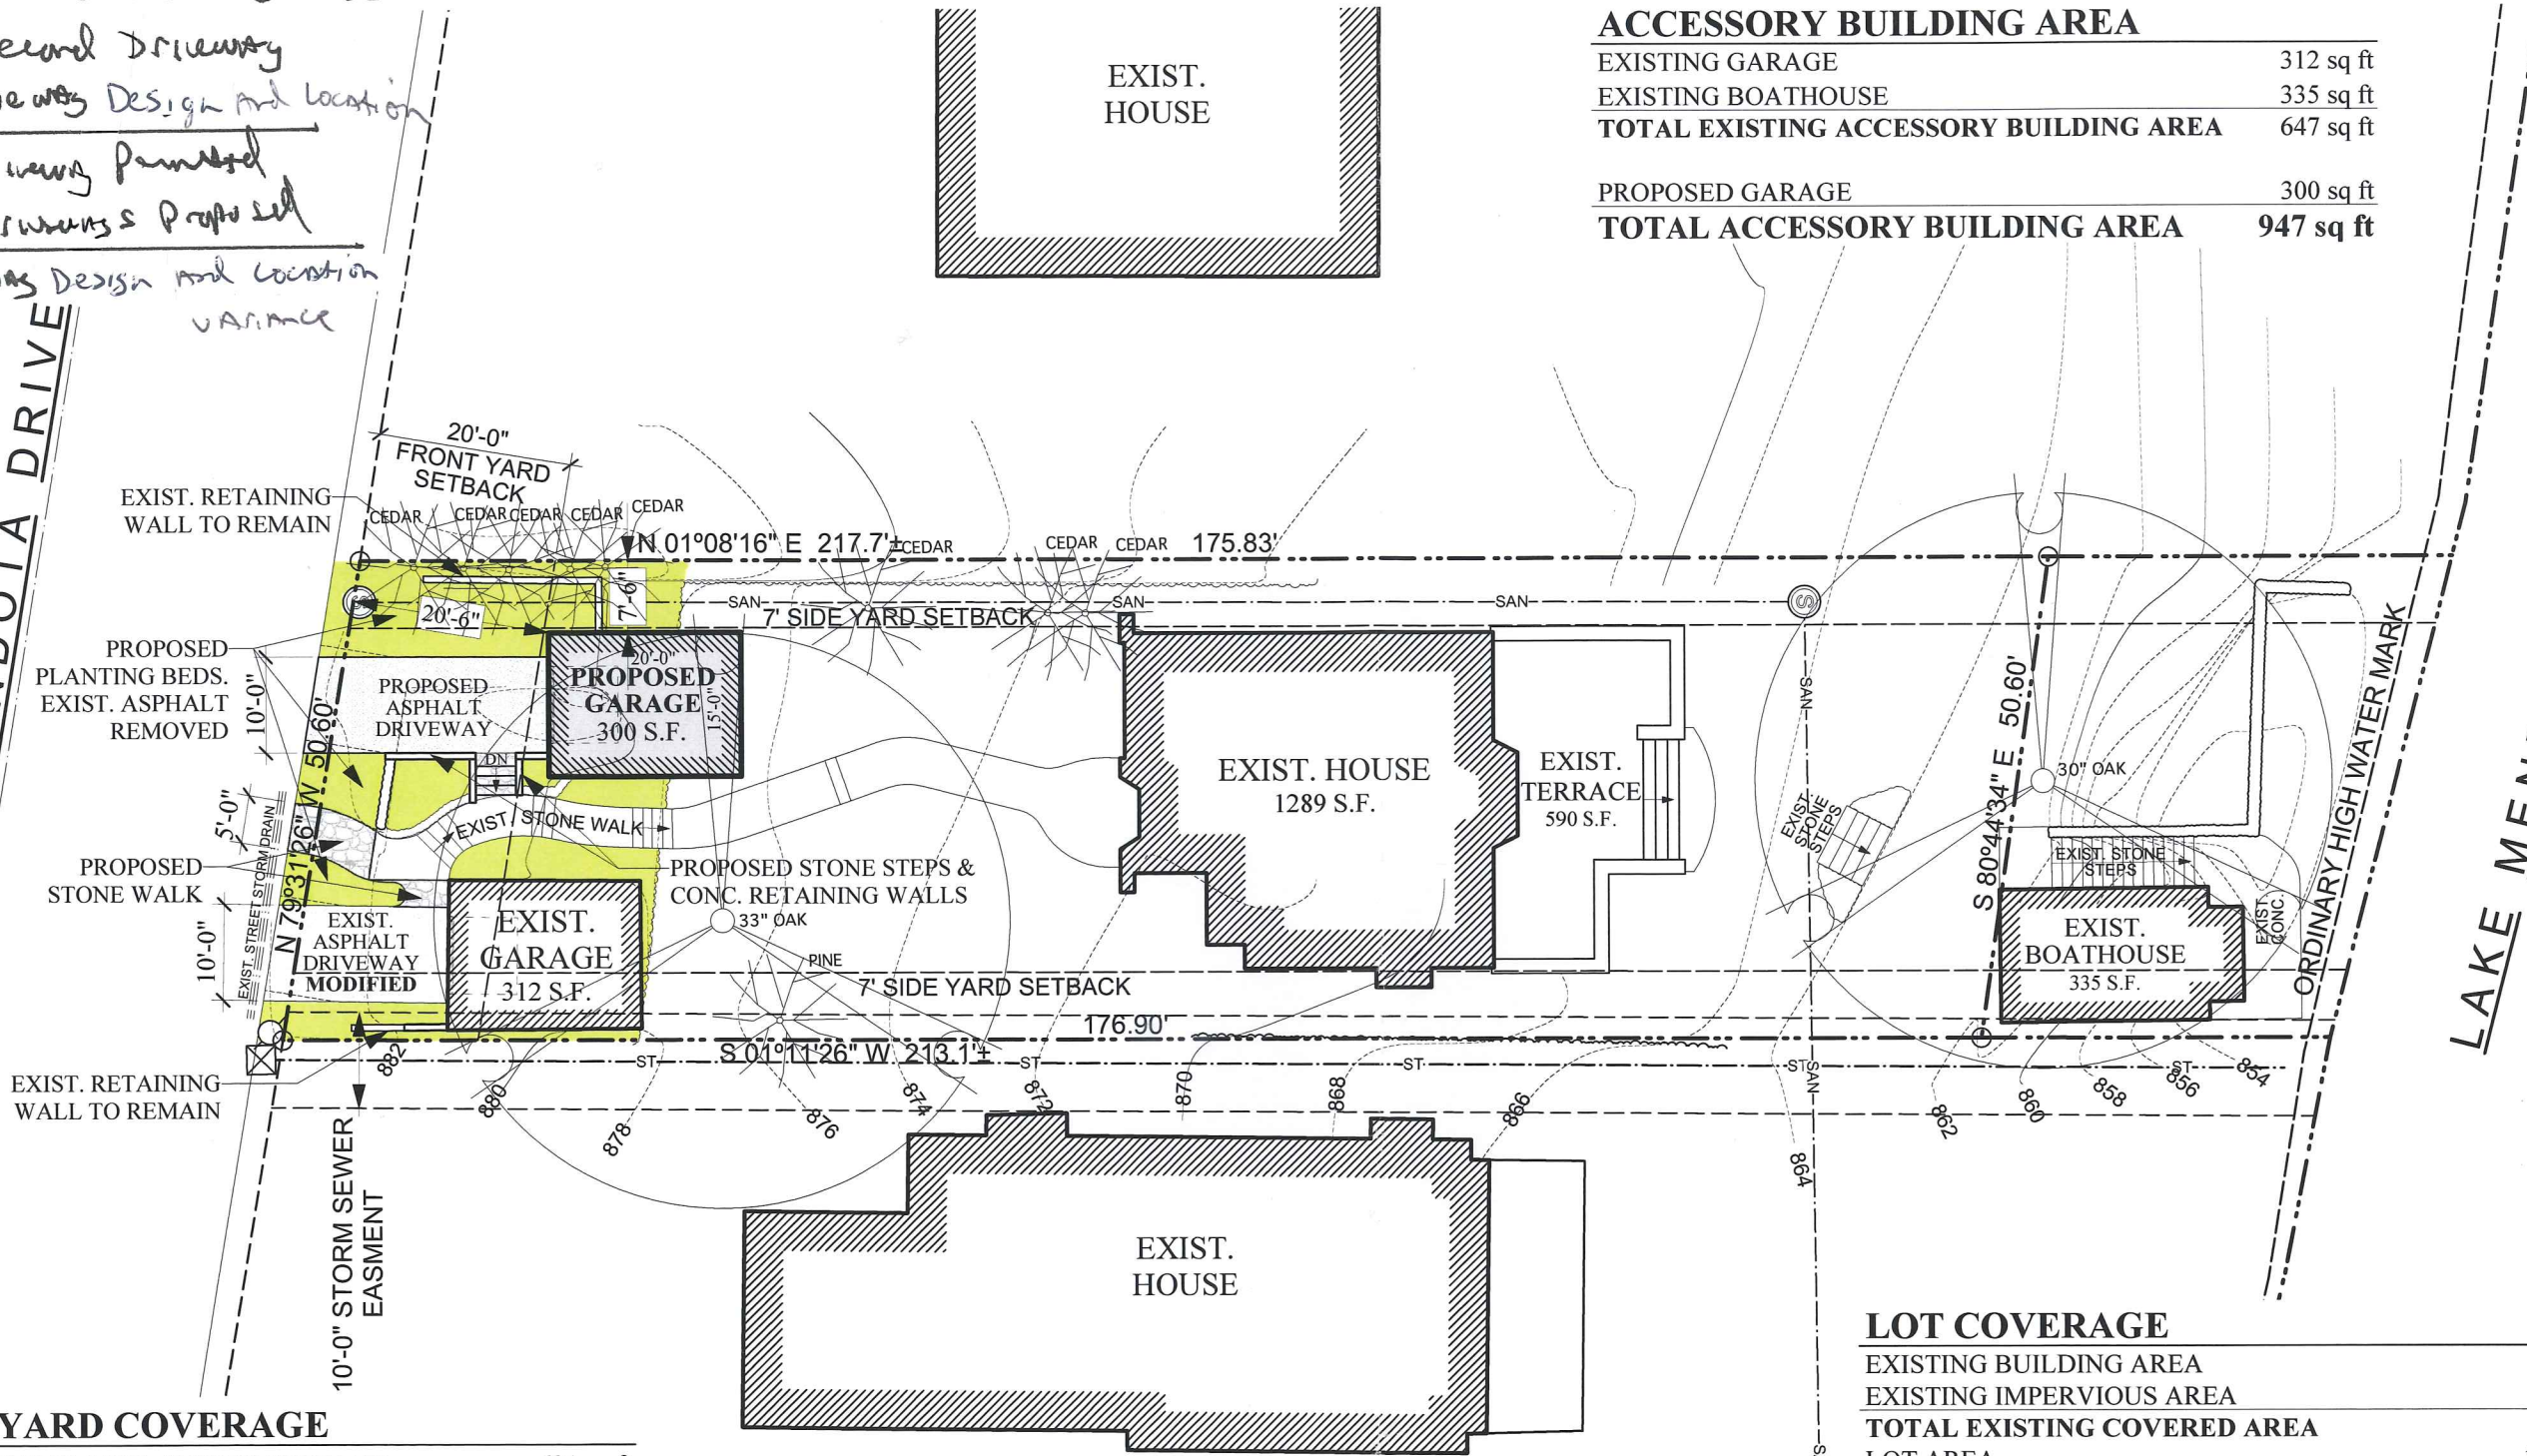 Second Driveway
Design and Location
Permitted
Proposed
Design and Location
variance
ACCESSORY BUILDING AREA
EXISTING GARAGE 312 sq ft
EXISTING BOATHOUSE 335 sq ft
TOTAL EXISTING ACCESSORY BUILDING AREA 647 sq ft
PROPOSED GARAGE 300 sq ft
TOTAL ACCESSORY BUILDING AREA 947 sq ft
EXIST.
HOUSE
DRIVE
20'-0"
FRONT YARD
SETBACK
EXIST. RETAINING
WALL TO REMAIN
CEDAR CEDAR CEDAR CEDAR CEDAR
N 01°08'16" E 217.7'± CEDAR CEDAR CEDAR 175.83'
20'-6"
7'-6"
SAN SAN SAN
7' SIDE YARD SETBACK
PROPOSED
PLANTING BEDS.
EXIST. ASPHALT
REMOVED
10'-0"
PROPOSED
ASPHALT
DRIVEWAY
20'-0"
PROPOSED
GARAGE
300 S.F.
15'-0"
DN
N 79°31'26" W 50.60'
5'-0"
EXIST. STONE WALK
PROPOSED
STONE WALK
PROPOSED STONE STEPS &
CONC. RETAINING WALLS
EXIST. STREET STORM DRAIN
10'-0"
EXIST.
ASPHALT
DRIVEWAY
MODIFIED
EXIST.
GARAGE
312 S.F.
33" OAK
PINE
EXIST. HOUSE
1289 S.F.
EXIST.
TERRACE
590 S.F.
SAN
EXIST.
STONE
STEPS
S 80°44'34" E 50.60'
30" OAK
EXIST. STONE
STEPS
EXIST.
BOATHOUSE
335 S.F.
EXIST.
CONC.
ORDINARY HIGH WATER MARK
LAKE
7' SIDE YARD SETBACK
176.90'
S 01°11'26" W 213.1'±
ST ST ST ST ST
SAN
EXIST. RETAINING
WALL TO REMAIN
882
880
878
876
874
872
870
868
866
864
862
860
858
856
854
10'-0" STORM SEWER
EASMENT
EXIST.
HOUSE
LOT COVERAGE
EXISTING BUILDING AREA
EXISTING IMPERVIOUS AREA
TOTAL EXISTING COVERED AREA
LOT AREA
YARD COVERAGE